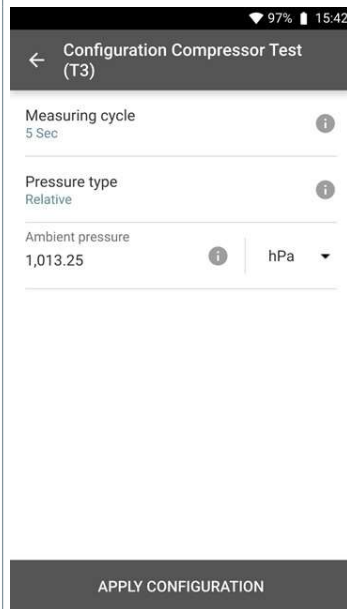 97% 15:42
Configuration Compressor Test
(T3)
Measuring cycle
5 Sec
Pressure type
Relative
Ambient pressure
1,013.25 hPa
APPLY CONFIGURATION